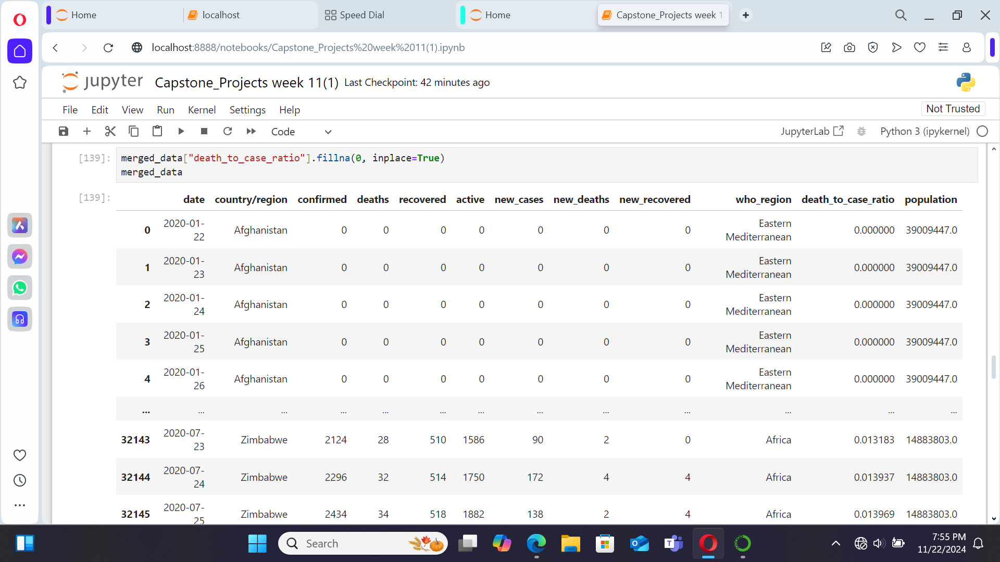 Home
localhost
Speed Dial
Home
Capstone_Projects week 1
localhost:8888/notebooks/Capstone_Projects%20week%2011(1).ipynb
jupyter Capstone_Projects week 11(1) Last Checkpoint: 42 minutes ago
File Edit View Run Kernel Settings Help
Not Trusted
Code
JupyterLab
Python 3 (ipykernel)
[139]: merged_data["death_to_case_ratio"].fillna(0, inplace=True)
merged_data
[139]:
date country/region confirmed deaths recovered active new_cases new_deaths new_recovered who_region death_to_case_ratio population
0 2020-01-22 Afghanistan 0 0 0 0 0 0 0 Eastern Mediterranean 0.000000 39009447.0
1 2020-01-23 Afghanistan 0 0 0 0 0 0 0 Eastern Mediterranean 0.000000 39009447.0
2 2020-01-24 Afghanistan 0 0 0 0 0 0 0 Eastern Mediterranean 0.000000 39009447.0
3 2020-01-25 Afghanistan 0 0 0 0 0 0 0 Eastern Mediterranean 0.000000 39009447.0
4 2020-01-26 Afghanistan 0 0 0 0 0 0 0 Eastern Mediterranean 0.000000 39009447.0
... ... ... ... ... ... ... ... ... ... ... ... ...
32143 2020-07-23 Zimbabwe 2124 28 510 1586 90 2 0 Africa 0.013183 14883803.0
32144 2020-07-24 Zimbabwe 2296 32 514 1750 172 4 4 Africa 0.013937 14883803.0
32145 2020-07-25 Zimbabwe 2434 34 518 1882 138 2 4 Africa 0.013969 14883803.0
Search
7:55 PM
11/22/2024